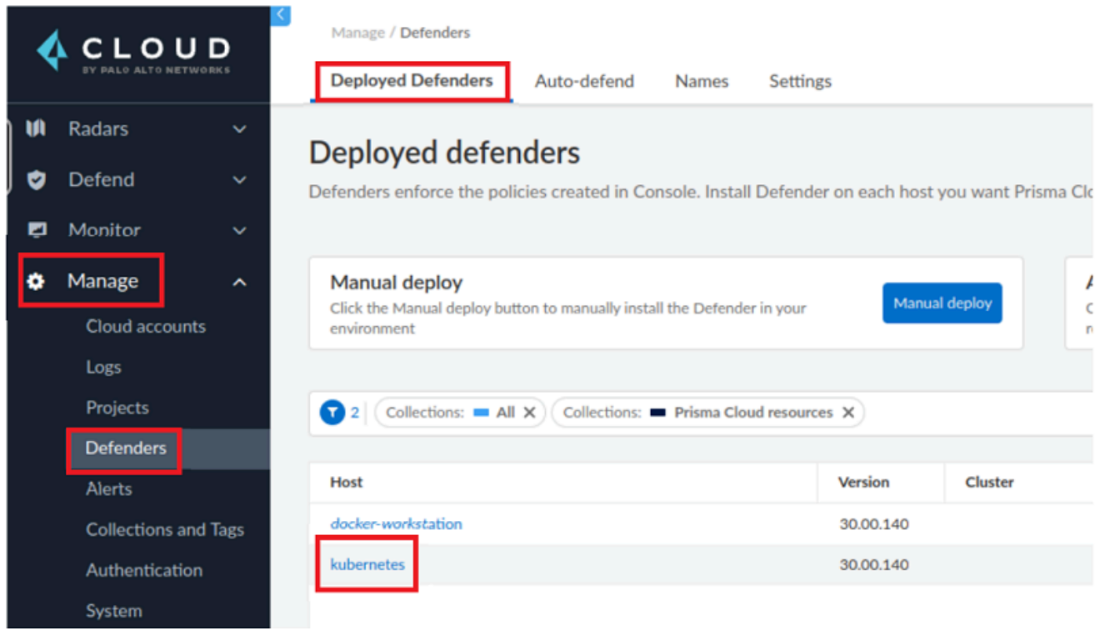 CLOUD
BY PALO ALTO NETWORKS
Radars
Defend
Monitor
Manage
Cloud accounts
Logs
Projects
Defenders
Alerts
Collections and Tags
Authentication
System
Manage / Defenders
Deployed Defenders Auto-defend Names Settings
Deployed defenders
Defenders enforce the policies created in Console. Install Defender on each host you want Prisma Clo
Manual deploy
Click the Manual deploy button to manually install the Defender in your
environment
Manual deploy
2 Collections: All Collections: Prisma Cloud resources
Host Version Cluster
docker-workstation 30.00.140
kubernetes 30.00.140